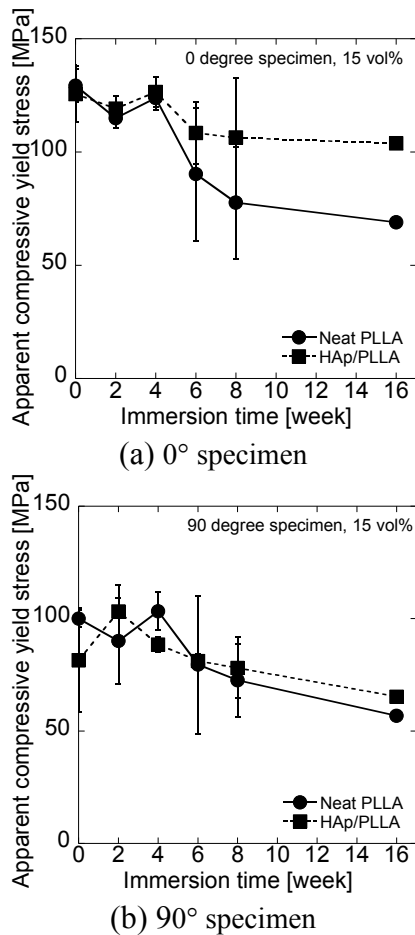 Apparent compressive yield stress [MPa]
150
100
50
0
0 degree specimen, 15 vol%
Neat PLLA
HAp/PLLA
0 2 4 6 8 10 12 14 16
Immersion time [week]
(a) 0° specimen
Apparent compressive yield stress [MPa]
150
100
50
0
90 degree specimen, 15 vol%
Neat PLLA
HAp/PLLA
0 2 4 6 8 10 12 14 16
Immersion time [week]
(b) 90° specimen